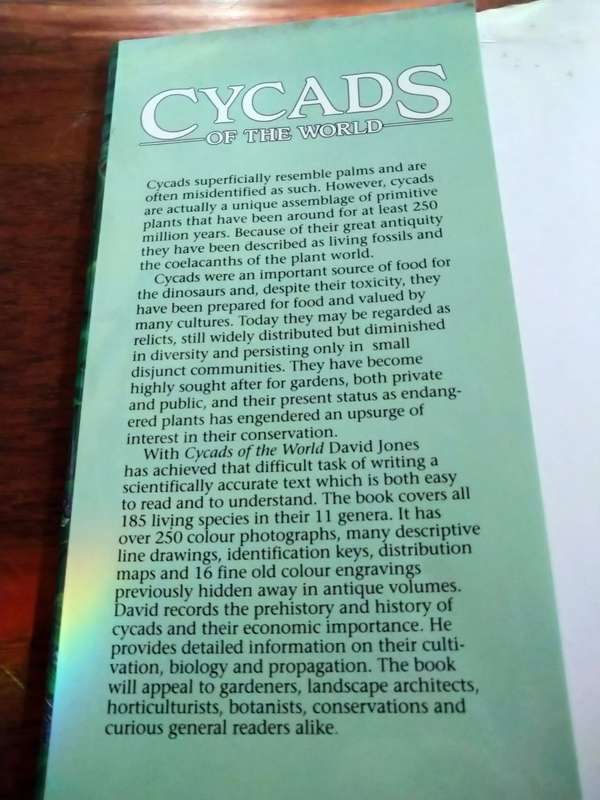 CYCADS
OF THE WORLD
Cycads superficially resemble palms and are
often misidentified as such. However, cycads
are actually a unique assemblage of primitive
plants that have been around for at least 250
million years. Because of their great antiquity
they have been described as living fossils and
the coelacanths of the plant world.
Cycads were an important source of food for
the dinosaurs and, despite their toxicity, they
have been prepared for food and valued by
many cultures. Today they may be regarded as
relicts, still widely distributed but diminished
in diversity and persisting only in small
disjunct communities. They have become
highly sought after for gardens, both private
and public, and their present status as endang-
ered plants has engendered an upsurge of
interest in their conservation.
With Cycads of the World David Jones
has achieved that difficult task of writing a
scientifically accurate text which is both easy
to read and to understand. The book covers all
185 living species in their 11 genera. It has
over 250 colour photographs, many descriptive
line drawings, identification keys, distribution
maps and 16 fine old colour engravings
previously hidden away in antique volumes.
David records the prehistory and history of
cycads and their economic importance. He
provides detailed information on their culti-
vation, biology and propagation. The book
will appeal to gardeners, landscape architects,
horticulturists, botanists, conservations and
curious general readers alike.